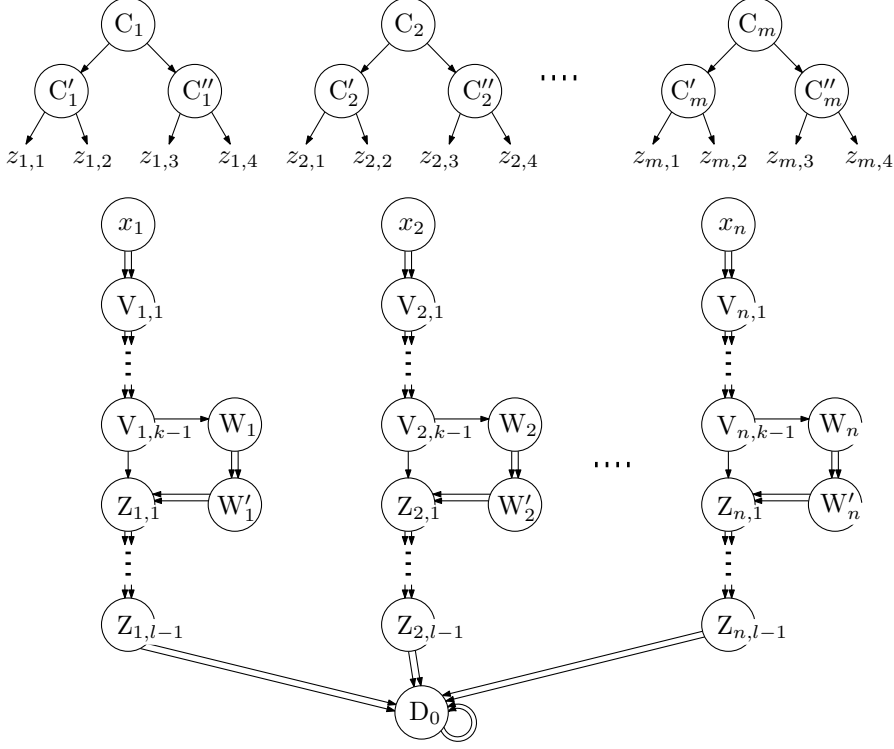 C₁ C₂ Cₘ
C′₁ C″₁ C′₂ C″₂ .... C′ₘ C″ₘ
z₁,₁ z₁,₂ z₁,₃ z₁,₄ z₂,₁ z₂,₂ z₂,₃ z₂,₄ zₘ,₁ zₘ,₂ zₘ,₃ zₘ,₄
x₁ x₂ xₙ
V₁,₁ V₂,₁ Vₙ,₁
V₁,ₖ₋₁ W₁ V₂,ₖ₋₁ W₂ Vₙ,ₖ₋₁ Wₙ
....
Z₁,₁ W′₁ Z₂,₁ W′₂ Zₙ,₁ W′ₙ
Z₁,ₗ₋₁ Z₂,ₗ₋₁ Zₙ,ₗ₋₁
D₀